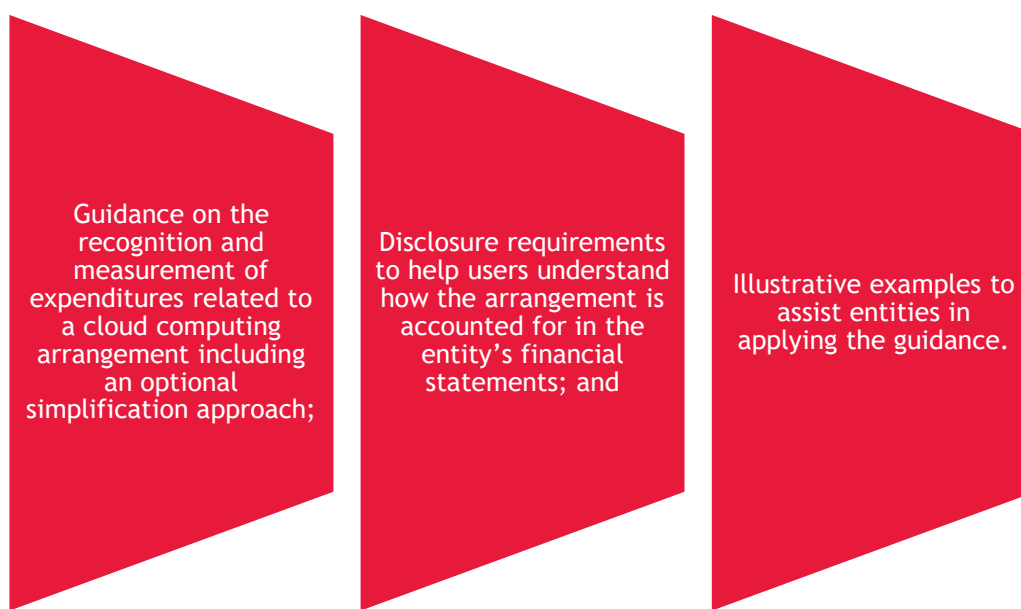 Guidance on the
recognition and
measurement of
expenditures related to
a cloud computing
arrangement including
an optional
simplification approach;
Disclosure requirements
to help users understand
how the arrangement is
accounted for in the
entity’s financial
statements; and
Illustrative examples to
assist entities in
applying the guidance.